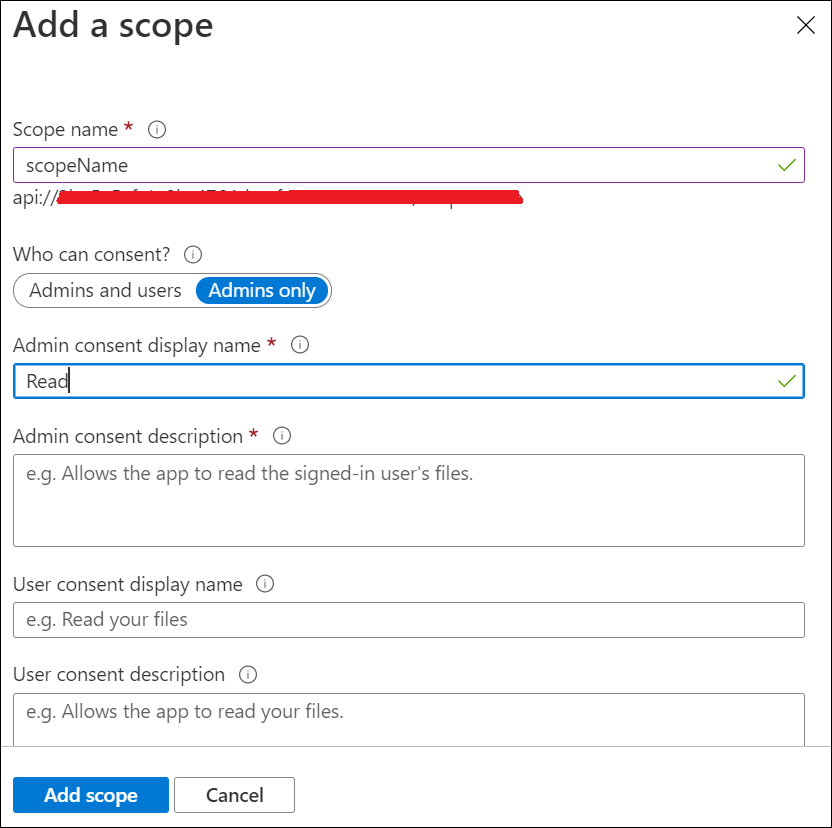 Add a scope
Scope name *
scopeName
api://
Who can consent?
Admins and users Admins only
Admin consent display name *
Read
Admin consent description *
e.g. Allows the app to read the signed-in user's files.
User consent display name
e.g. Read your files
User consent description
e.g. Allows the app to read your files.
Add scope Cancel